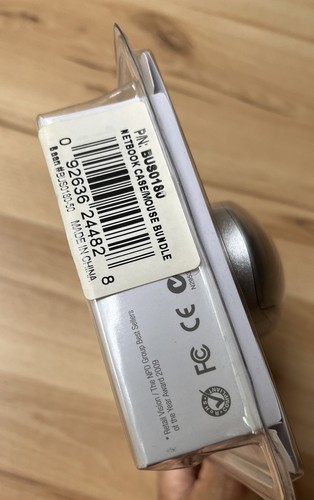 P/N: BUS0180
NETBOOK CASE/MOUSE BUNDLE
0 92636 24482 8
MADE IN CHINA
FC CE
* Retail Vision / The NPD Group Best Sellers
of the Year Award 2009